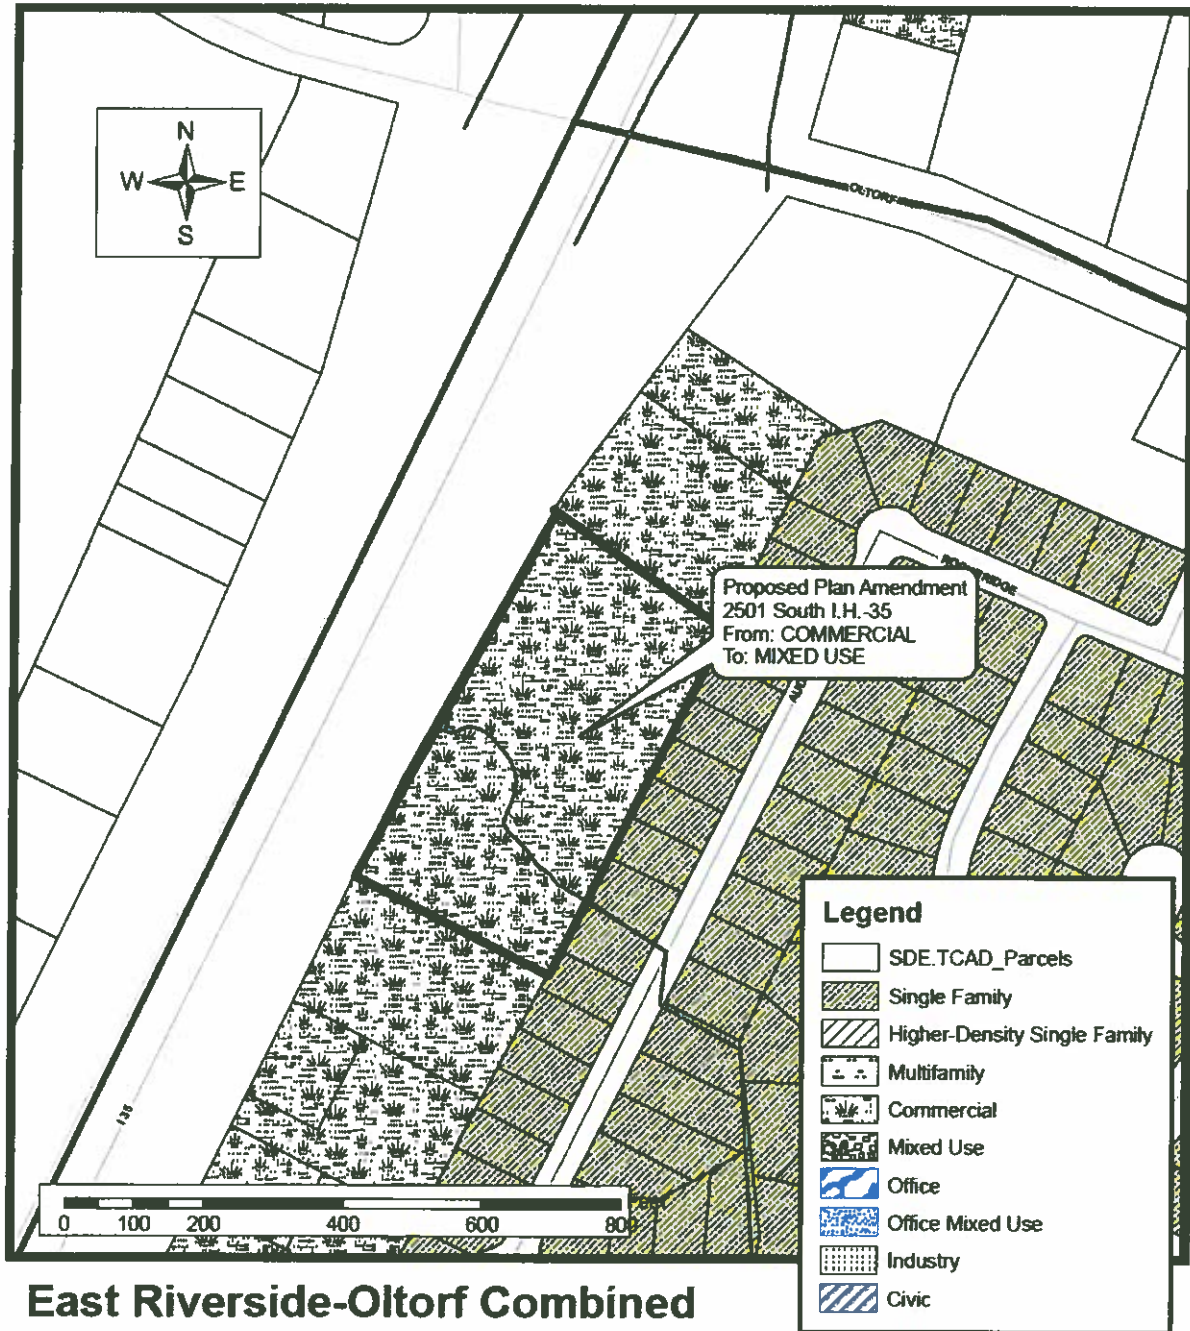 N
W E
S
OLTORF
Proposed Plan Amendment
2501 South I.H.-35
From: COMMERCIAL
To: MIXED USE
I 35
Legend
SDE.TCAD_Parcels
Single Family
Higher-Density Single Family
Multifamily
Commercial
Mixed Use
Office
Office Mixed Use
Industry
Civic
0 100 200 400 600 800
East Riverside-Oltorf Combined